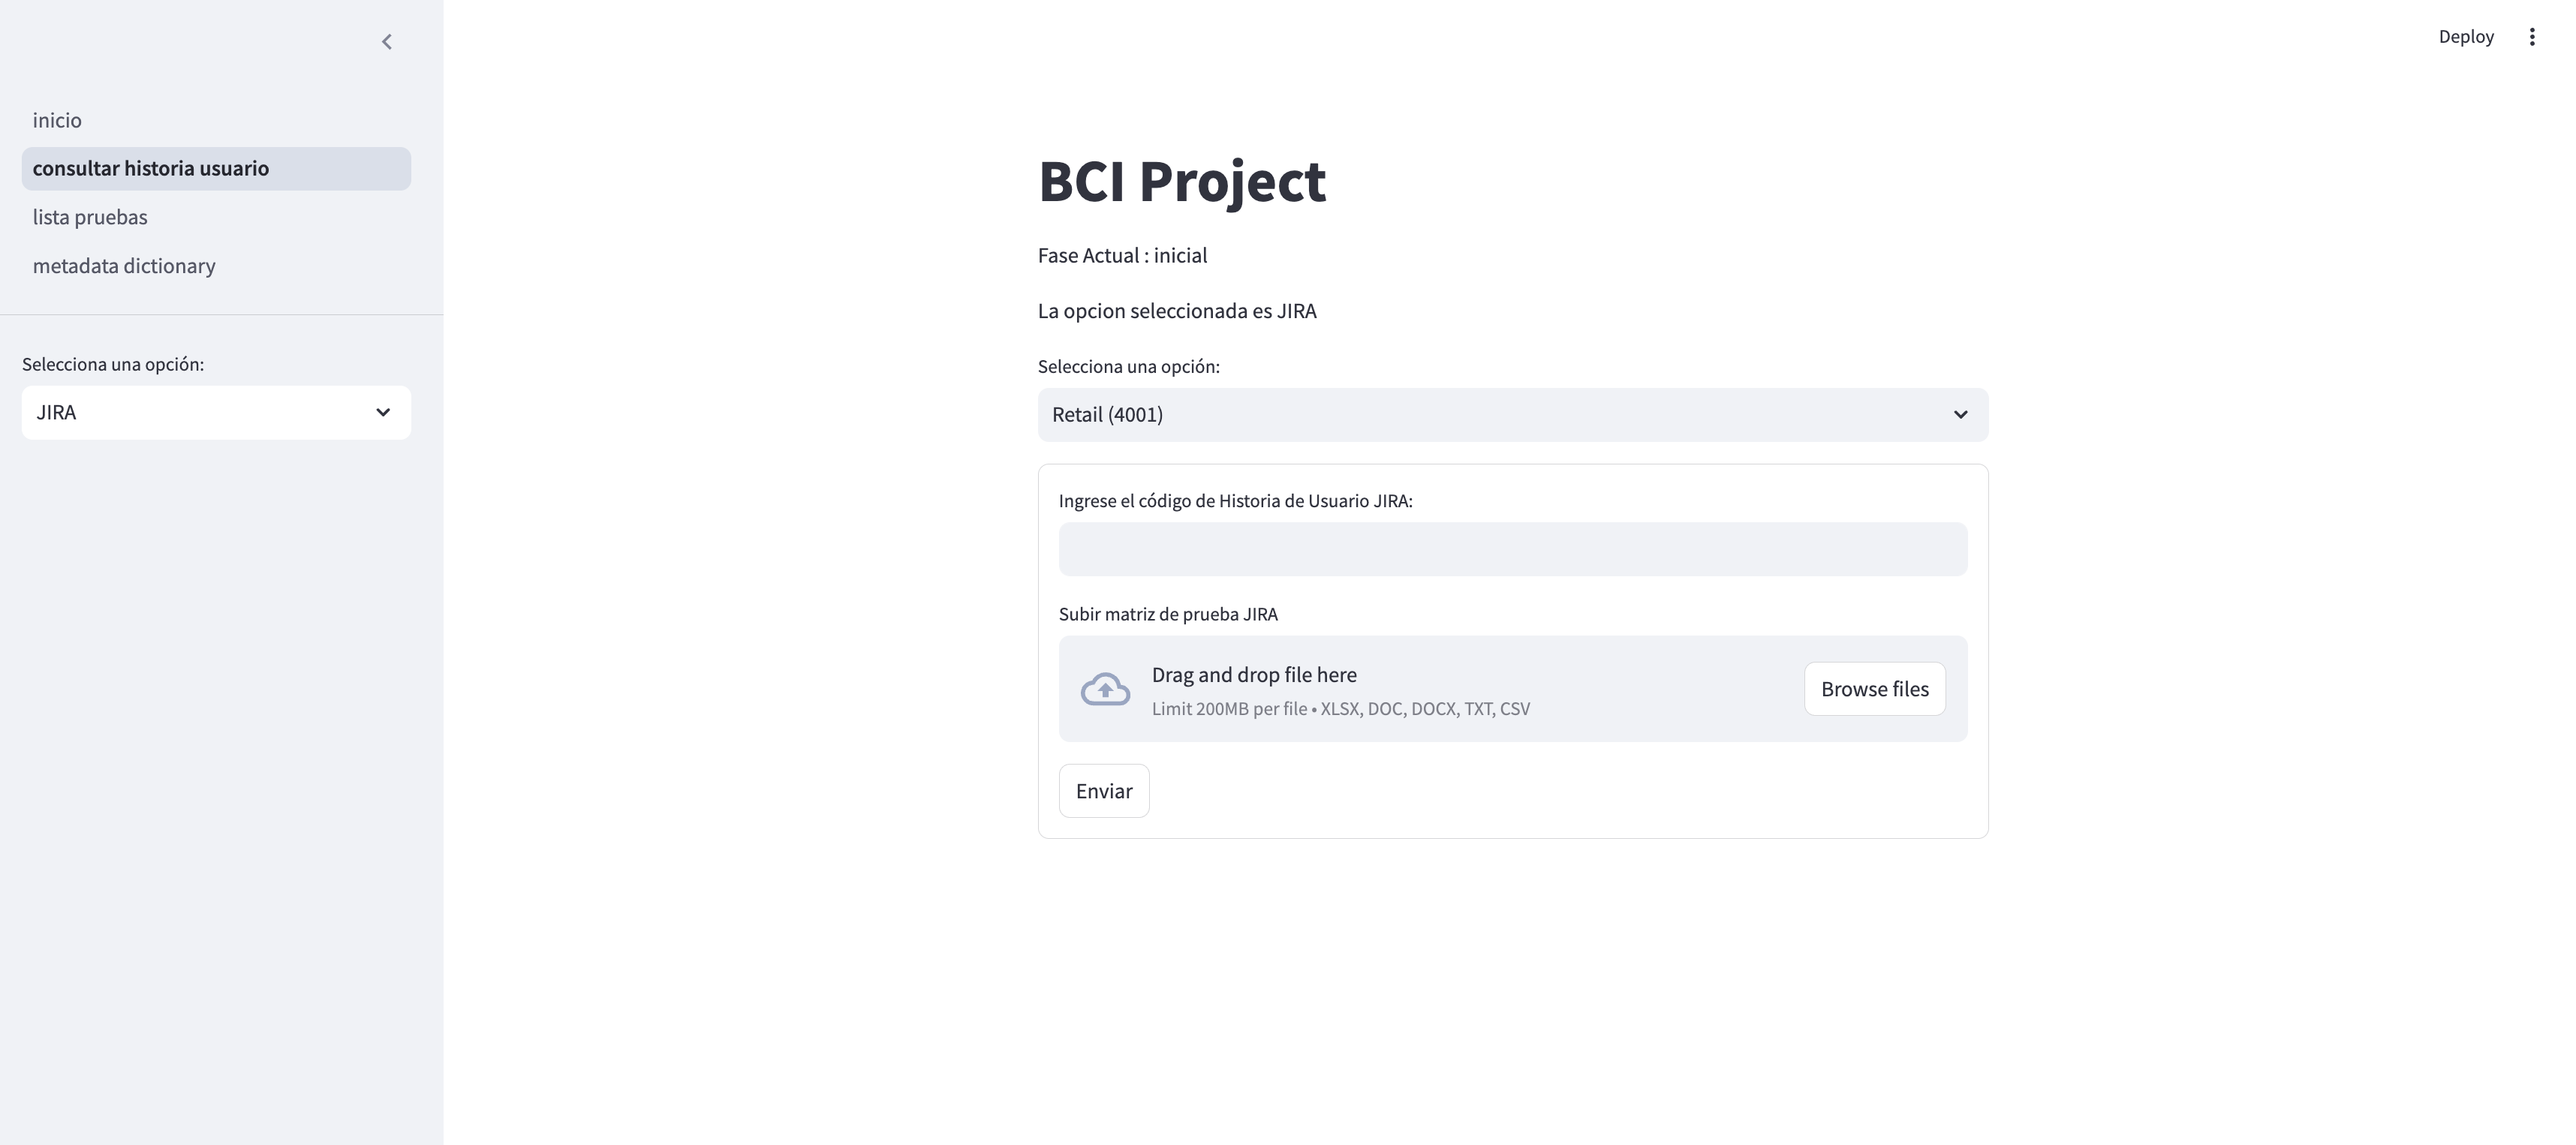 Deploy
inicio
consultar historia usuario
lista pruebas
metadata dictionary
Selecciona una opción:
JIRA
BCI Project
Fase Actual : inicial
La opcion seleccionada es JIRA
Selecciona una opción:
Retail (4001)
Ingrese el código de Historia de Usuario JIRA:
Subir matriz de prueba JIRA
Drag and drop file here
Limit 200MB per file • XLSX, DOC, DOCX, TXT, CSV
Browse files
Enviar